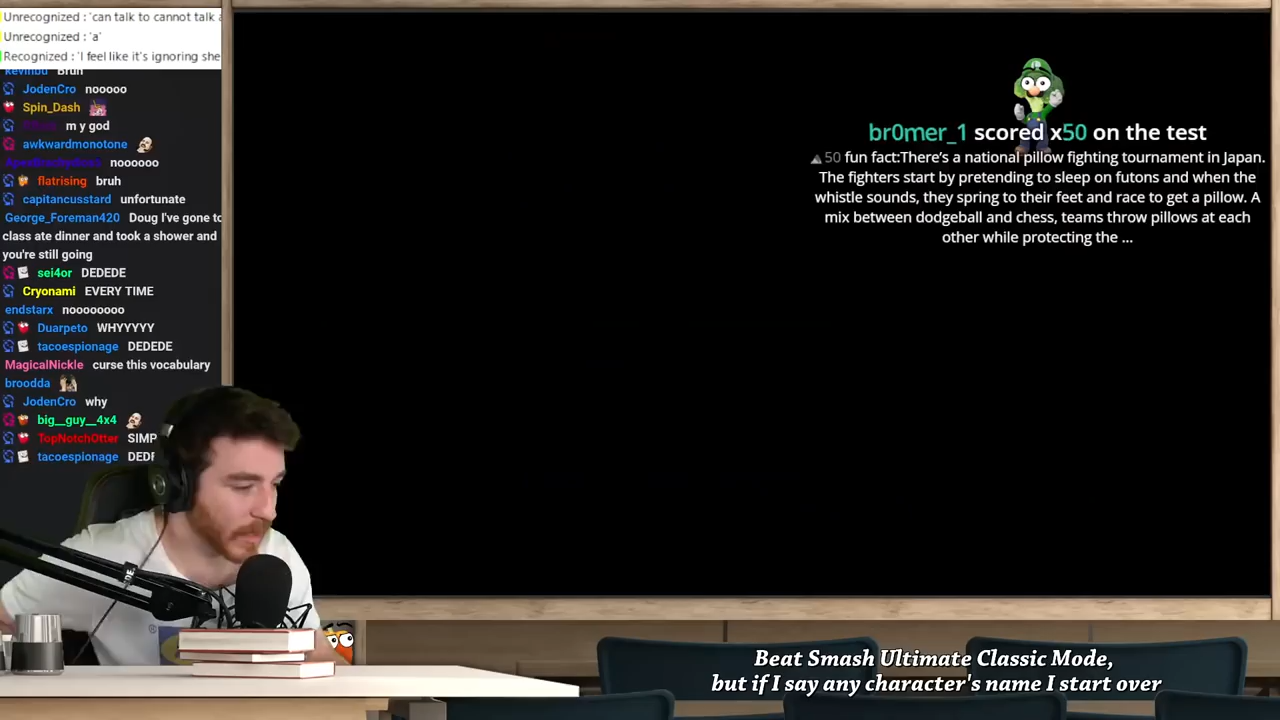 Unrecognized : 'can talk to cannot talk a
Unrecognized : 'a'
Recognized : 'I feel like it's ignoring she
kevinbu Bruh
JodenCro nooooo
Spin_Dash
m y god
awkwardmonotone
noooooo
flatrising bruh
capitancusstard unfortunate
George_Foreman420 Doug I've gone to
class ate dinner and took a shower and
you're still going
sei4or DEDEDE
Cryonami EVERY TIME
endstarx noooooooo
Duarpeto WHYYYYY
tacoespionage DEDEDE
MagicalNickle curse this vocabulary
broodda
JodenCro why
big__guy__4x4
TopNotchOtter SIMP
tacoespionage DEDE
br0mer_1 scored x50 on the test
50 fun fact:There's a national pillow fighting tournament in Japan.
The fighters start by pretending to sleep on futons and when the
whistle sounds, they spring to their feet and race to get a pillow. A
mix between dodgeball and chess, teams throw pillows at each
other while protecting the ...
Beat Smash Ultimate Classic Mode,
but if I say any character's name I start over